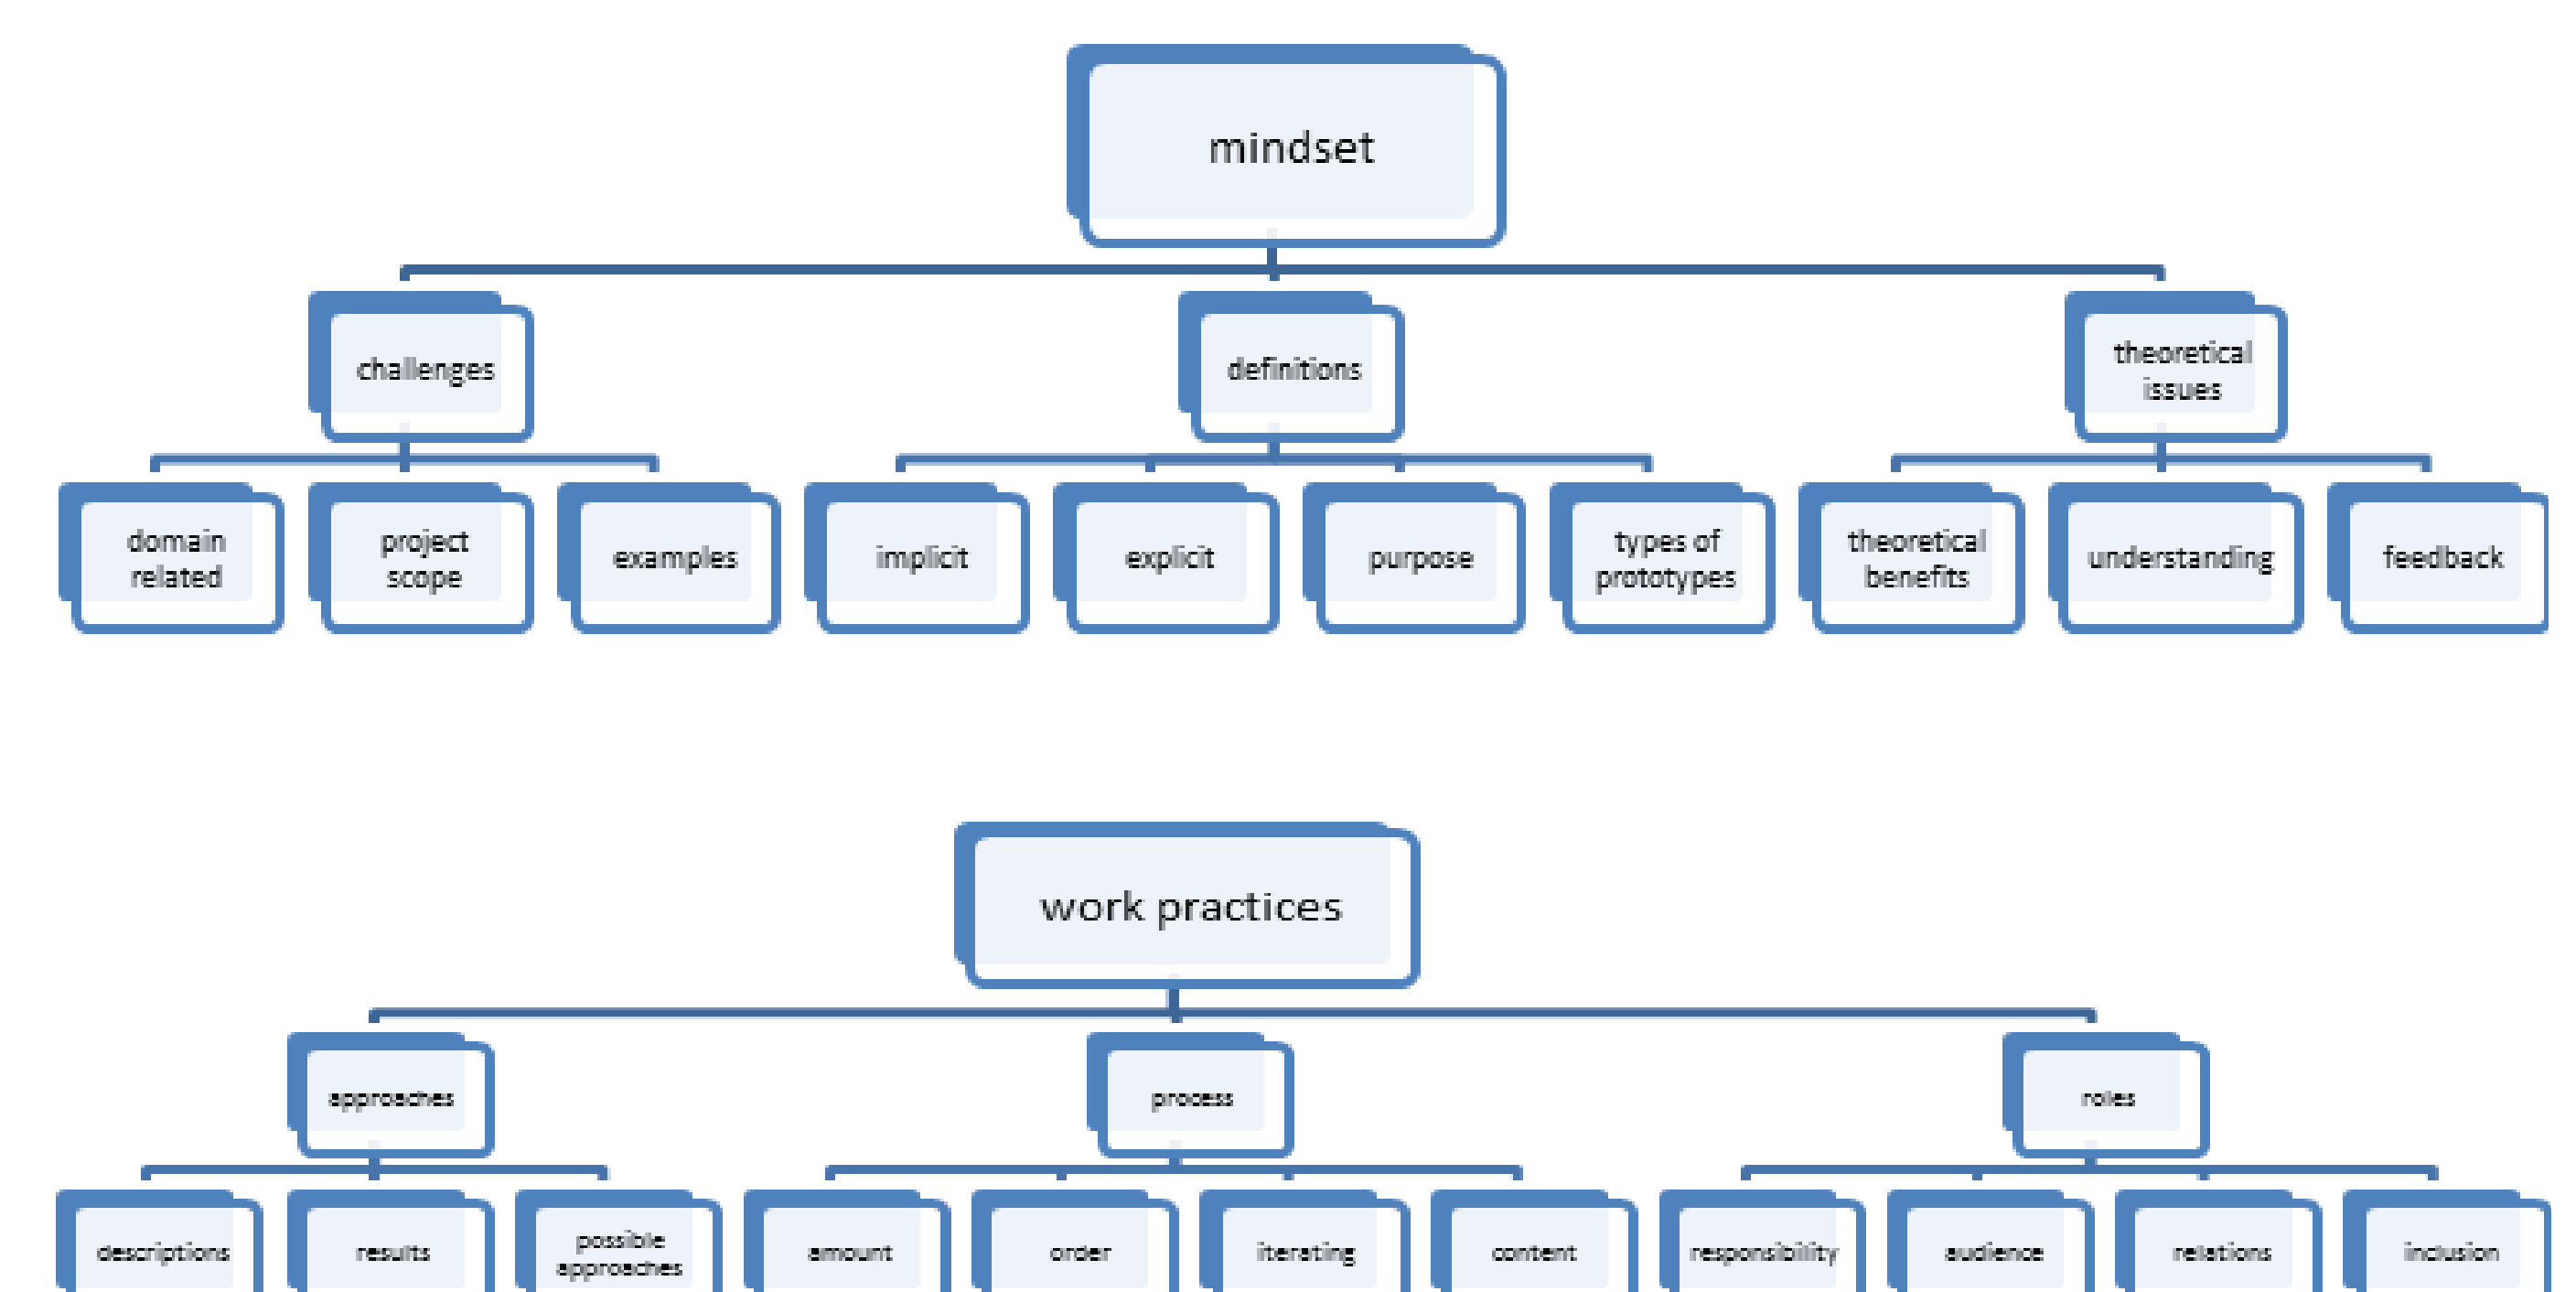 mindset
challenges
definitions
theoretical
issues
domain
related
project
scope
examples
implicit
explicit
purpose
types of
prototypes
theoretical
benefits
understanding
feedback
work practices
approaches
process
roles
descriptions
results
possible
approaches
amount
order
iterating
content
responsibility
audience
relations
inclusion